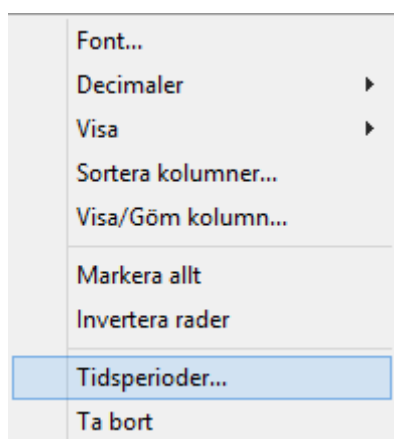 Font...
Decimaler
Visa
Sortera kolumner...
Visa/Göm kolumn...
Markera allt
Invertera rader
Tidsperioder...
Ta bort